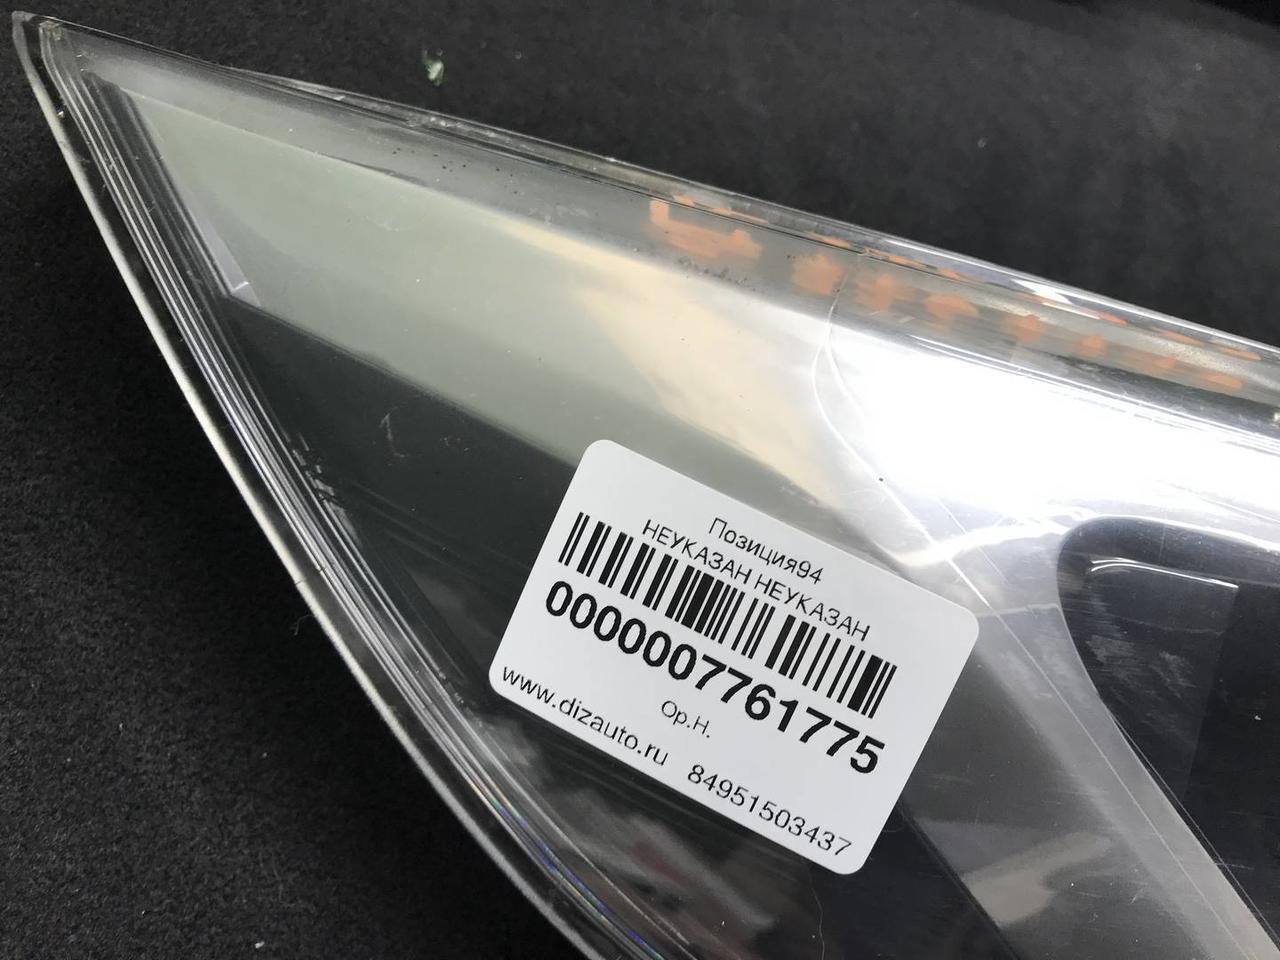 Позиция94
НЕУКАЗАН НЕУКАЗАН
0000007761775
Ор.Н.
www.dizauto.ru 84951503437